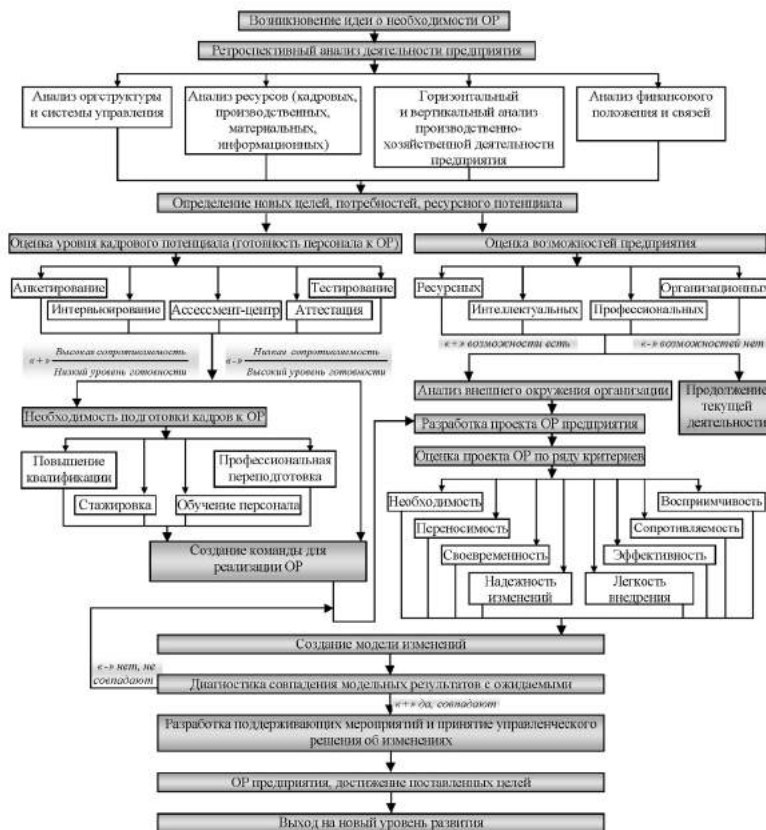 Возникновение идеи о необходимости ОР
Ретроспективный анализ деятельности предприятия
Анализ оргструктуры
и системы управления
Анализ ресурсов (кадровых,
производственных,
материальных,
информационных)
Горизонтальный
и вертикальный анализ
производственно-
хозяйственной деятельности
предприятия
Анализ финансового
положения и связей
Определение новых целей, потребностей, ресурсного потенциала
Оценка уровня кадрового потенциала (готовность персонала к ОР)
Оценка возможностей предприятия
Анкетирование
Тестирование
Интервьюирование
Ассессмент-центр
Аттестация
Ресурсных
Организационных
Интеллектуальных
Профессиональных
«+» Высокая сопротивляемость
Низкий уровень готовности
«-» Низкая сопротивляемость
Высокий уровень готовности
«+» возможности есть
«-» возможностей нет
Анализ внешнего окружения организации
Продолжение
текущей
деятельности
Необходимость подготовки кадров к ОР
Разработка проекта ОР предприятия
Оценка проекта ОР по ряду критериев
Повышение
квалификации
Профессиональная
переподготовка
Стажировка
Обучение персонала
Необходимость
Восприимчивость
Переносимость
Сопротивляемость
Своевременность
Эффективность
Надежность
изменений
Легкость
внедрения
Создание команды для
реализации ОР
Создание модели изменений
«-» нет, не
совпадают
Диагностика совпадения модельных результатов с ожидаемыми
«+» да, совпадают
Разработка поддерживающих мероприятий и принятие управленческого
решения об изменениях
ОР предприятия, достижение поставленных целей
Выход на новый уровень развития